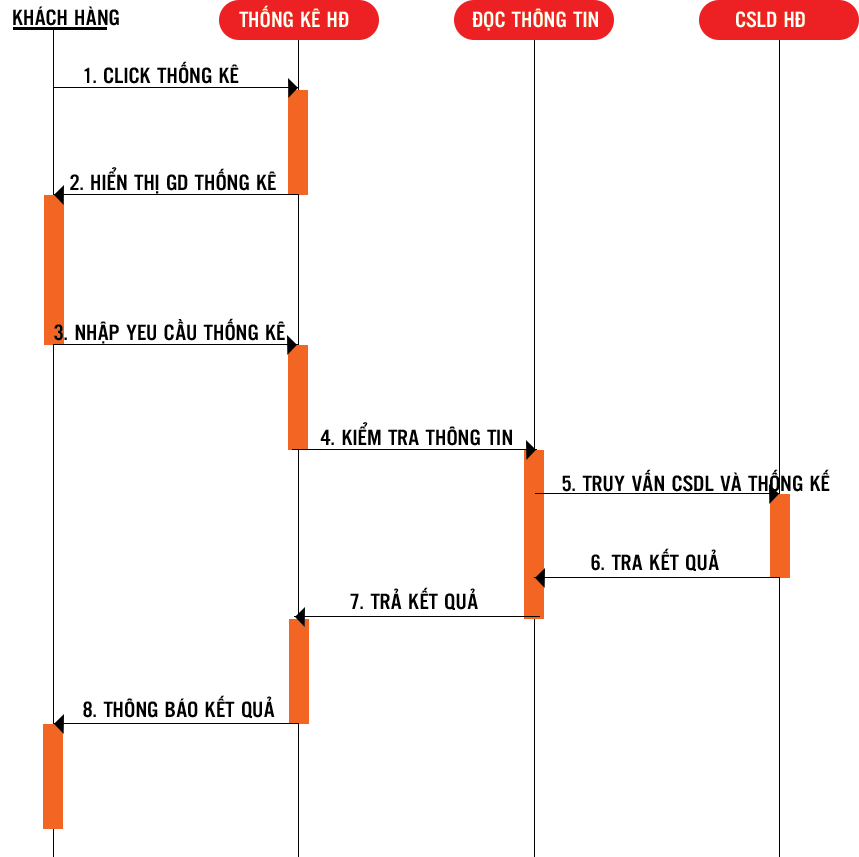 KHÁCH HÀNG
THỐNG KÊ HĐ
ĐỌC THÔNG TIN
CSLD HĐ
1. CLICK THỐNG KÊ
2. HIỂN THỊ GD THỐNG KÊ
3. NHẬP YEU CẦU THỐNG KÊ
4. KIỂM TRA THÔNG TIN
5. TRUY VẤN CSDL VÀ THỐNG KẾ
6. TRA KẾT QUẢ
7. TRẢ KẾT QUẢ
8. THÔNG BÁO KẾT QUẢ